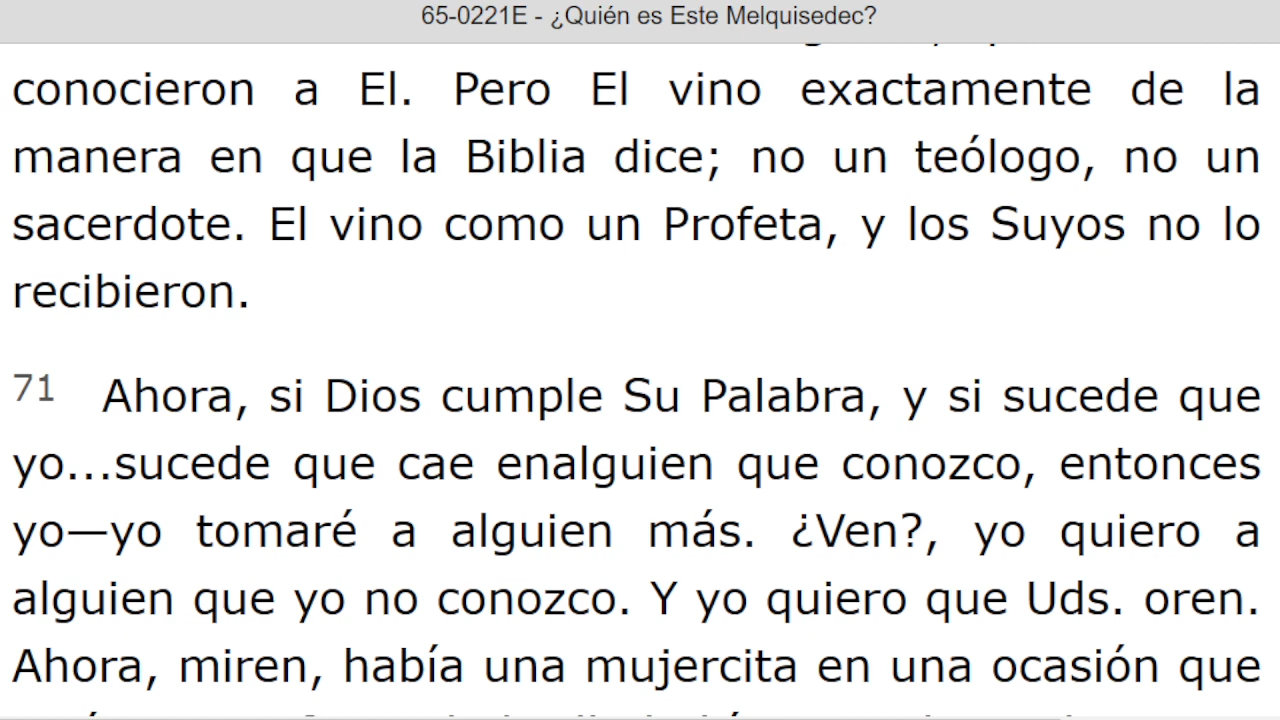 65-0221E - ¿Quién es Este Melquisedec?
conocieron a El. Pero El vino exactamente de la
manera en que la Biblia dice; no un teólogo, no un
sacerdote. El vino como un Profeta, y los Suyos no lo
recibieron.
71 Ahora, si Dios cumple Su Palabra, y si sucede que
yo...sucede que cae enalguien que conozco, entonces
yo—yo tomaré a alguien más. ¿Ven?, yo quiero a
alguien que yo no conozco. Y yo quiero que Uds. oren.
Ahora, miren, había una mujercita en una ocasión que